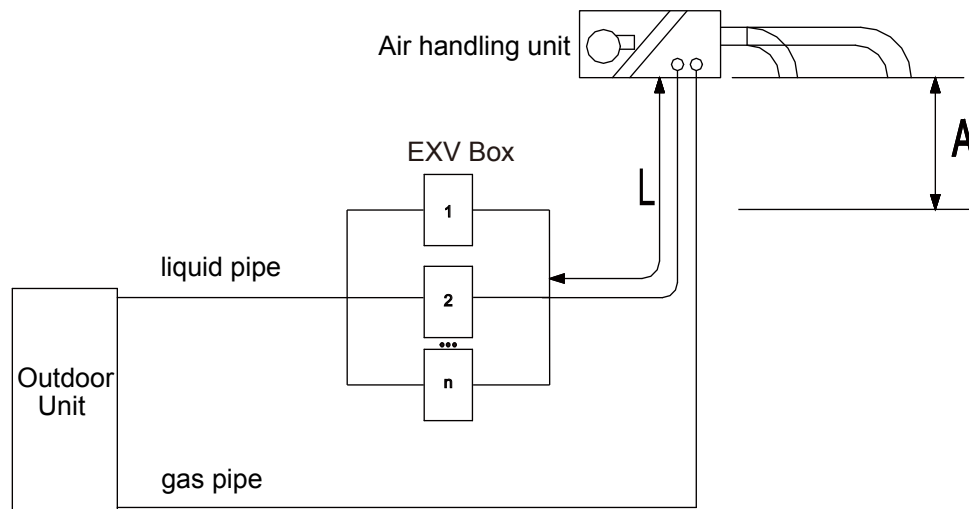 Air handling unit
A
EXV Box
L
1
liquid pipe
2
•••
n
Outdoor
Unit
gas pipe